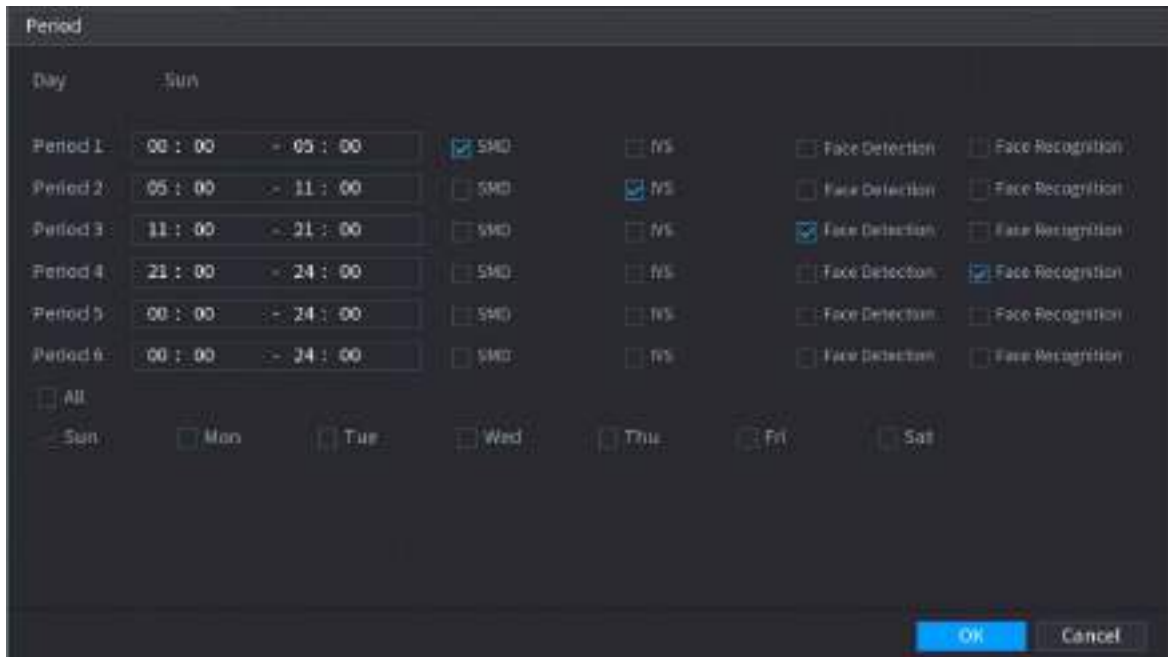 Period
Day Sun
Period 1 00 : 00 - 05 : 00 SMD IVS Face Detection Face Recognition
Period 2 05 : 00 - 11 : 00 SMD IVS Face Detection Face Recognition
Period 3 11 : 00 - 21 : 00 SMD IVS Face Detection Face Recognition
Period 4 21 : 00 - 24 : 00 SMD IVS Face Detection Face Recognition
Period 5 00 : 00 - 24 : 00 SMD IVS Face Detection Face Recognition
Period 6 00 : 00 - 24 : 00 SMD IVS Face Detection Face Recognition
All
Sun Mon Tue Wed Thu Fri Sat
OK Cancel